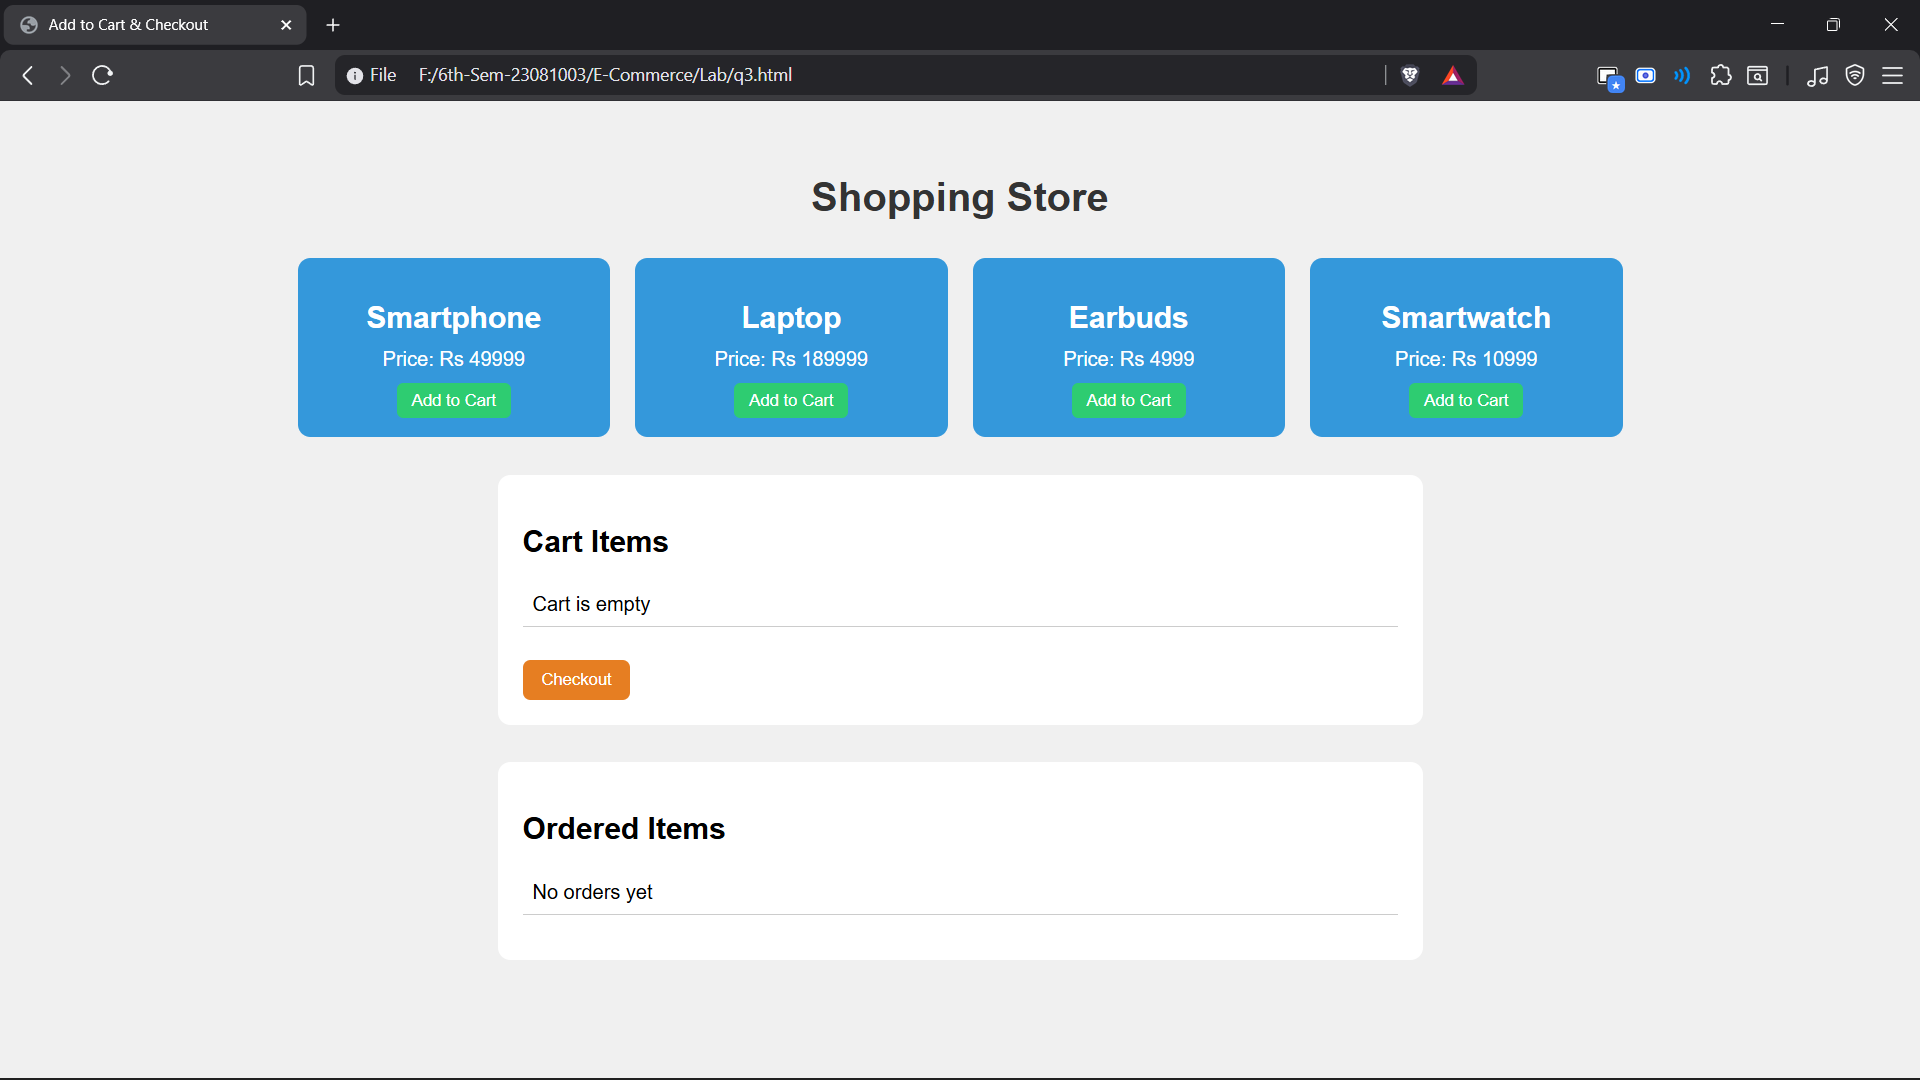 Add to Cart & Checkout
File F:/6th-Sem-23081003/E-Commerce/Lab/q3.html
Shopping Store
Smartphone
Price: Rs 49999
Add to Cart
Laptop
Price: Rs 189999
Add to Cart
Earbuds
Price: Rs 4999
Add to Cart
Smartwatch
Price: Rs 10999
Add to Cart
Cart Items
Cart is empty
Checkout
Ordered Items
No orders yet